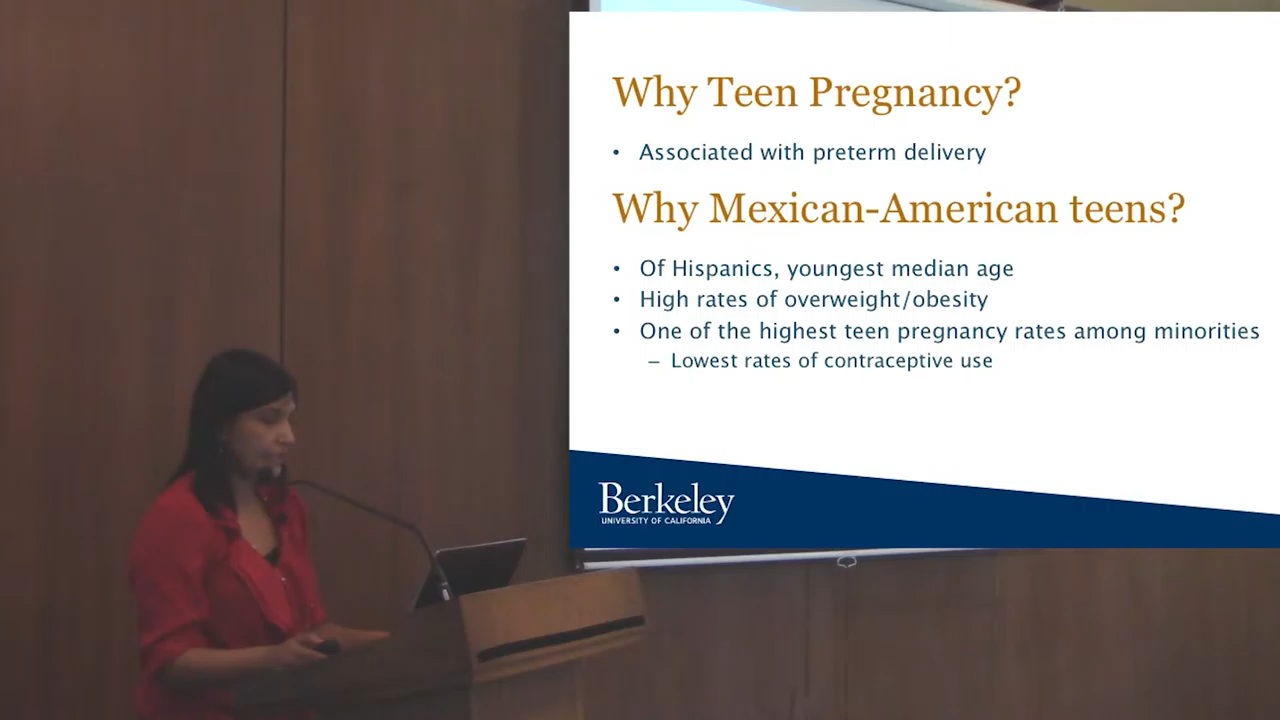 Why Teen Pregnancy?
• Associated with preterm delivery
Why Mexican-American teens?
• Of Hispanics, youngest median age
• High rates of overweight/obesity
• One of the highest teen pregnancy rates among minorities
– Lowest rates of contraceptive use
Berkeley
UNIVERSITY OF CALIFORNIA